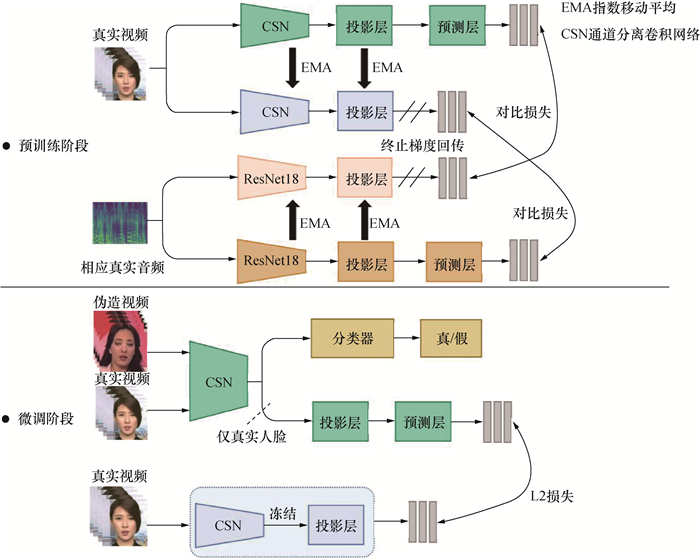 真实视频
CSN
投影层
预测层
EMA指数移动平均
CSN通道分离卷积网络
EMA
EMA
CSN
投影层
对比损失
终止梯度回传
● 预训练阶段
ResNet18
投影层
EMA
EMA
对比损失
相应真实音频
ResNet18
投影层
预测层
伪造视频
分类器
真/假
真实视频
CSN
● 微调阶段
仅真实人脸
投影层
预测层
真实视频
L2损失
CSN
冻结
投影层